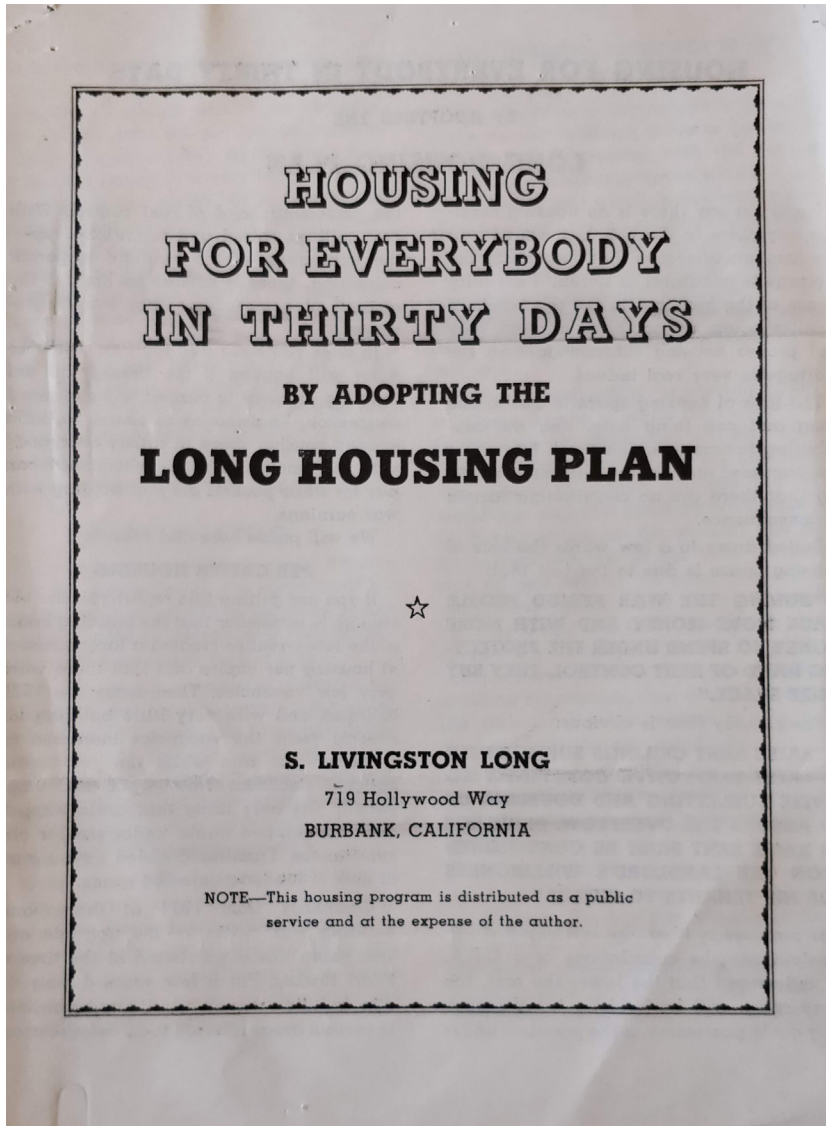 HOUSING
FOR EVERYBODY
IN THIRTY DAYS
BY ADOPTING THE
LONG HOUSING PLAN
S. LIVINGSTON LONG
719 Hollywood Way
BURBANK, CALIFORNIA
NOTE—This housing program is distributed as a public
service and at the expense of the author.